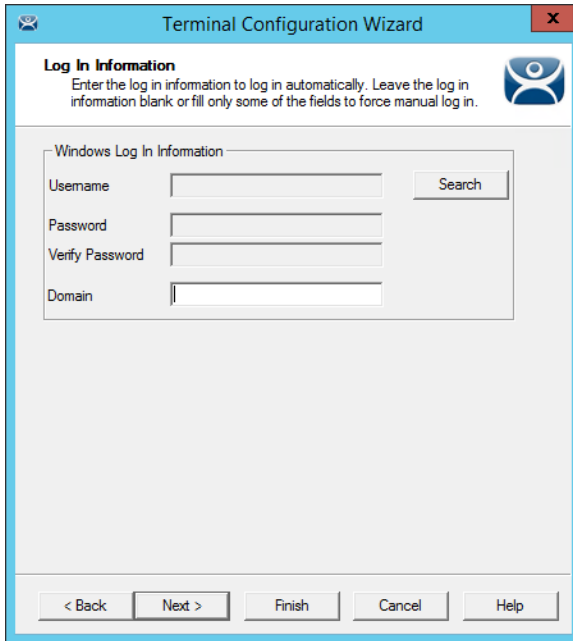 Terminal Configuration Wizard
x
Log In Information
Enter the log in information to log in automatically. Leave the log in
information blank or fill only some of the fields to force manual log in.
Windows Log In Information
Username
Search
Password
Verify Password
Domain
< Back Next > Finish Cancel Help